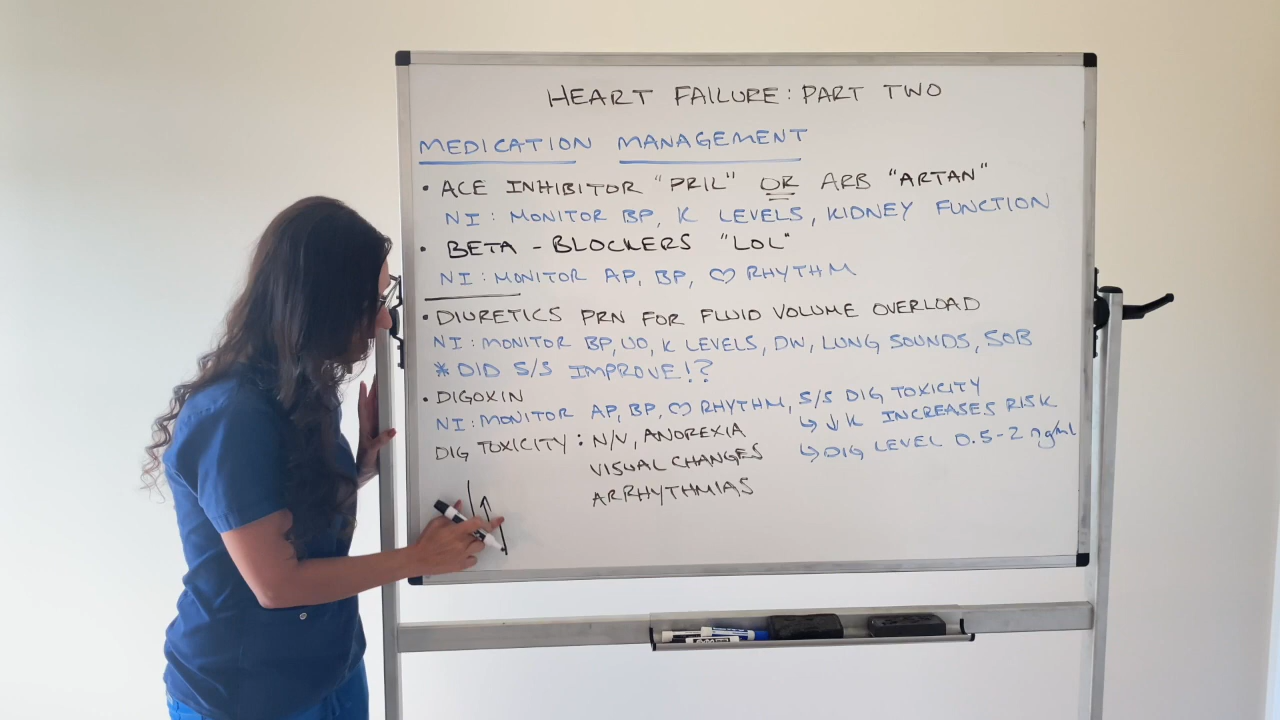 HEART FAILURE: PART TWO
MEDICATION MANAGEMENT
• ACE INHIBITOR "PRIL" OR ARB "ARTAN"
NI: MONITOR BP, K LEVELS, KIDNEY FUNCTION
• BETA - BLOCKERS "LOL"
NI: MONITOR AP, BP, ♡ RHYTHM
• DIURETICS PRN FOR FLUID VOLUME OVERLOAD
NI: MONITOR BP, UO, K LEVELS, DW, LUNG SOUNDS, SOB
* DID S/S IMPROVE!?
• DIGOXIN
NI: MONITOR AP, BP, ♡ RHYTHM, S/S DIG TOXICITY
↳ ↓ K INCREASES RISK
↳ DIG LEVEL 0.5-2 ng/ml
DIG TOXICITY: N/V, ANOREXIA
VISUAL CHANGES
ARRHYTHMIAS